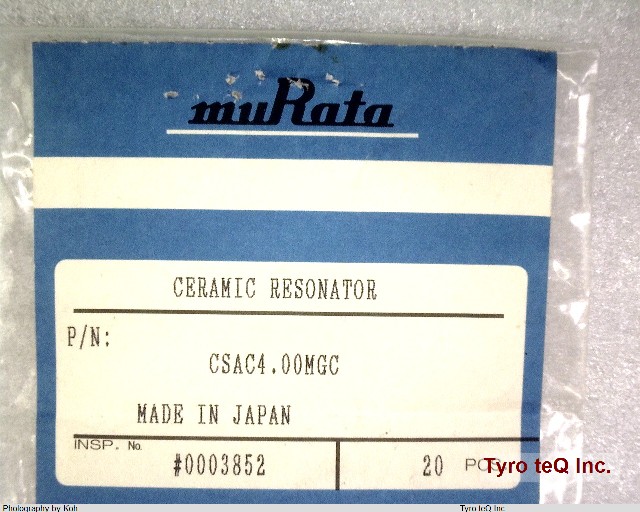 muRata
CERAMIC RESONATOR
P/N:
CSAC4.00MGC
MADE IN JAPAN
INSP. No.
#0003852
20 PCS
Tyro teQ Inc.
Photography by Koh
Tyro teQ Inc